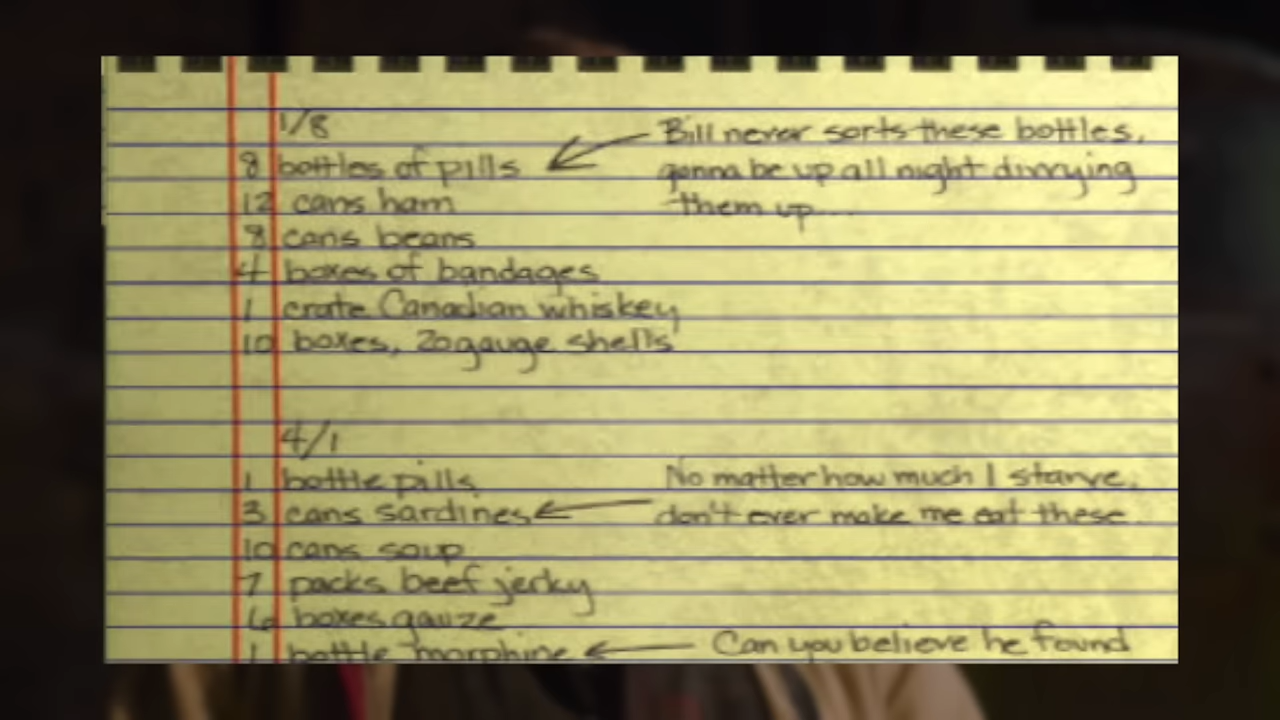 1/8
8 bottles of pills
12 cans ham
8 cans beans
4 boxes of bandages
1 crate Canadian whiskey
10 boxes, 20 gauge shells
Bill never sorts these bottles,
gonna be up all night divvying
them up...
4/1
1 bottle pills
3 cans sardines
10 cans soup
7 packs beef jerky
6 boxes gauze
1 bottle morphine
No matter how much I starve,
don't ever make me eat these
Can you believe he found